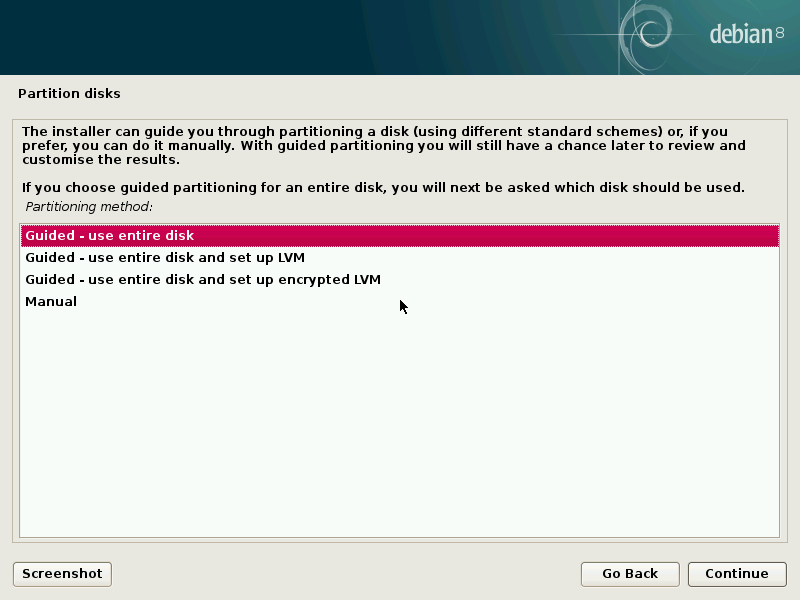 debian 8
Partition disks
The installer can guide you through partitioning a disk (using different standard schemes) or, if you
prefer, you can do it manually. With guided partitioning you will still have a chance later to review and
customise the results.
If you choose guided partitioning for an entire disk, you will next be asked which disk should be used.
Partitioning method:
Guided - use entire disk
Guided - use entire disk and set up LVM
Guided - use entire disk and set up encrypted LVM
Manual
Screenshot
Go Back
Continue